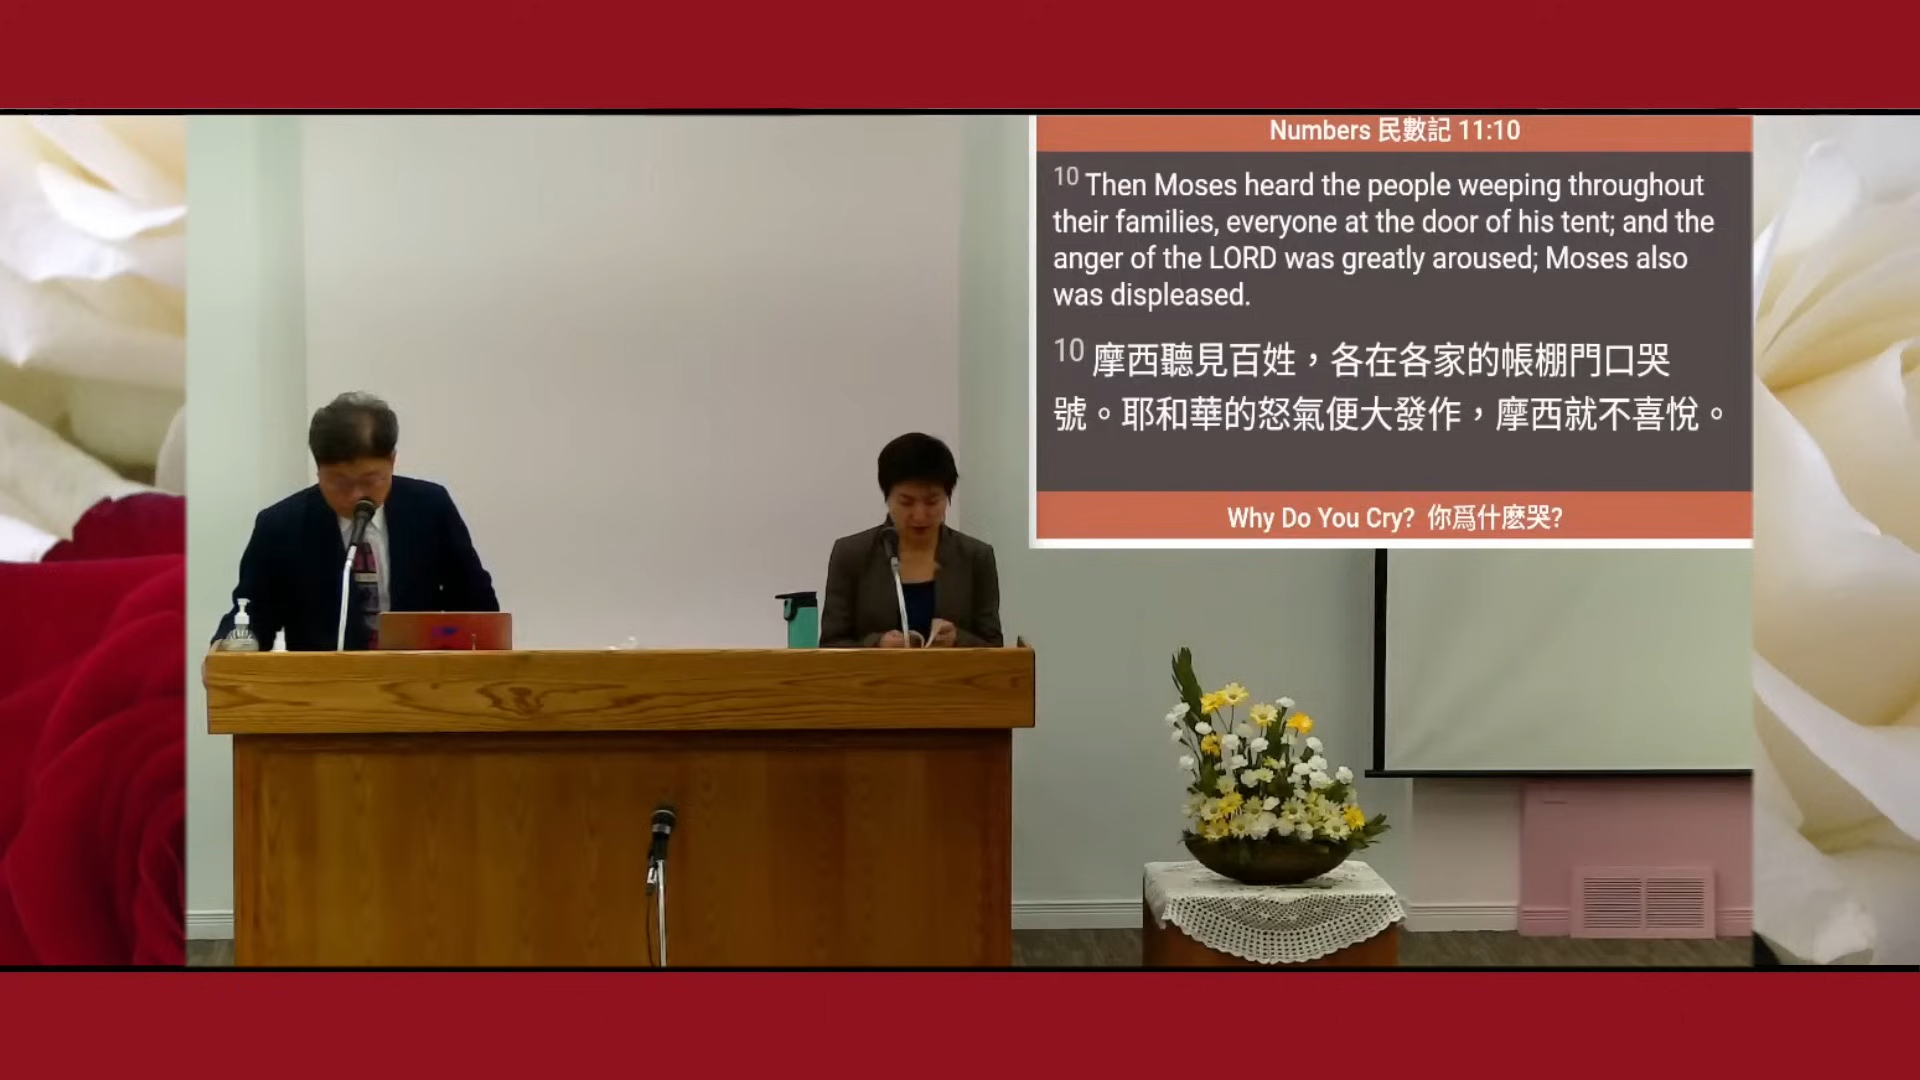 Numbers 民數記 11:10
10 Then Moses heard the people weeping throughout
their families, everyone at the door of his tent; and the
anger of the LORD was greatly aroused; Moses also
was displeased.
10 摩西聽見百姓，各在各家的帳棚門口哭
號。耶和華的怒氣便大發作，摩西就不喜悅。
Why Do You Cry? 你爲什麽哭?